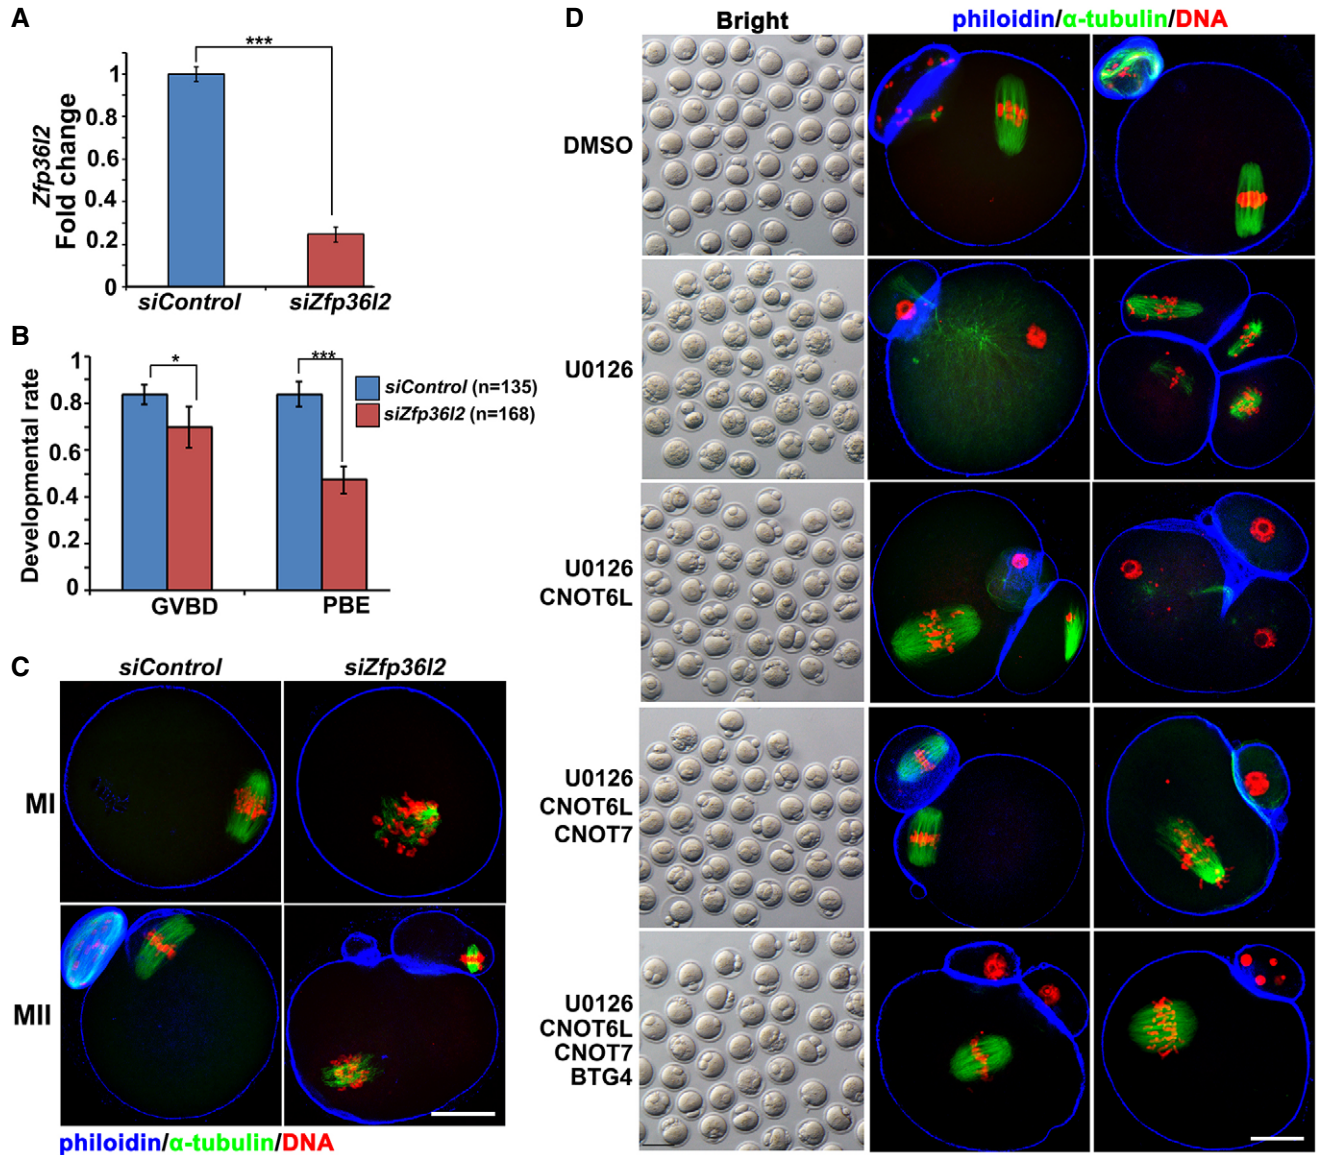 A
***
Zfp36l2
Fold change
1
0.8
0.6
0.4
0.2
0
siControl
siZfp36l2
B
Developmental rate
1
0.8
0.6
0.4
0.2
0
*
***
siControl (n=135)
siZfp36l2 (n=168)
GVBD
PBE
C
siControl
siZfp36l2
MI
MII
philoidin/α-tubulin/DNA
D
Bright
philoidin/α-tubulin/DNA
DMSO
U0126
U0126
CNOT6L
U0126
CNOT6L
CNOT7
U0126
CNOT6L
CNOT7
BTG4